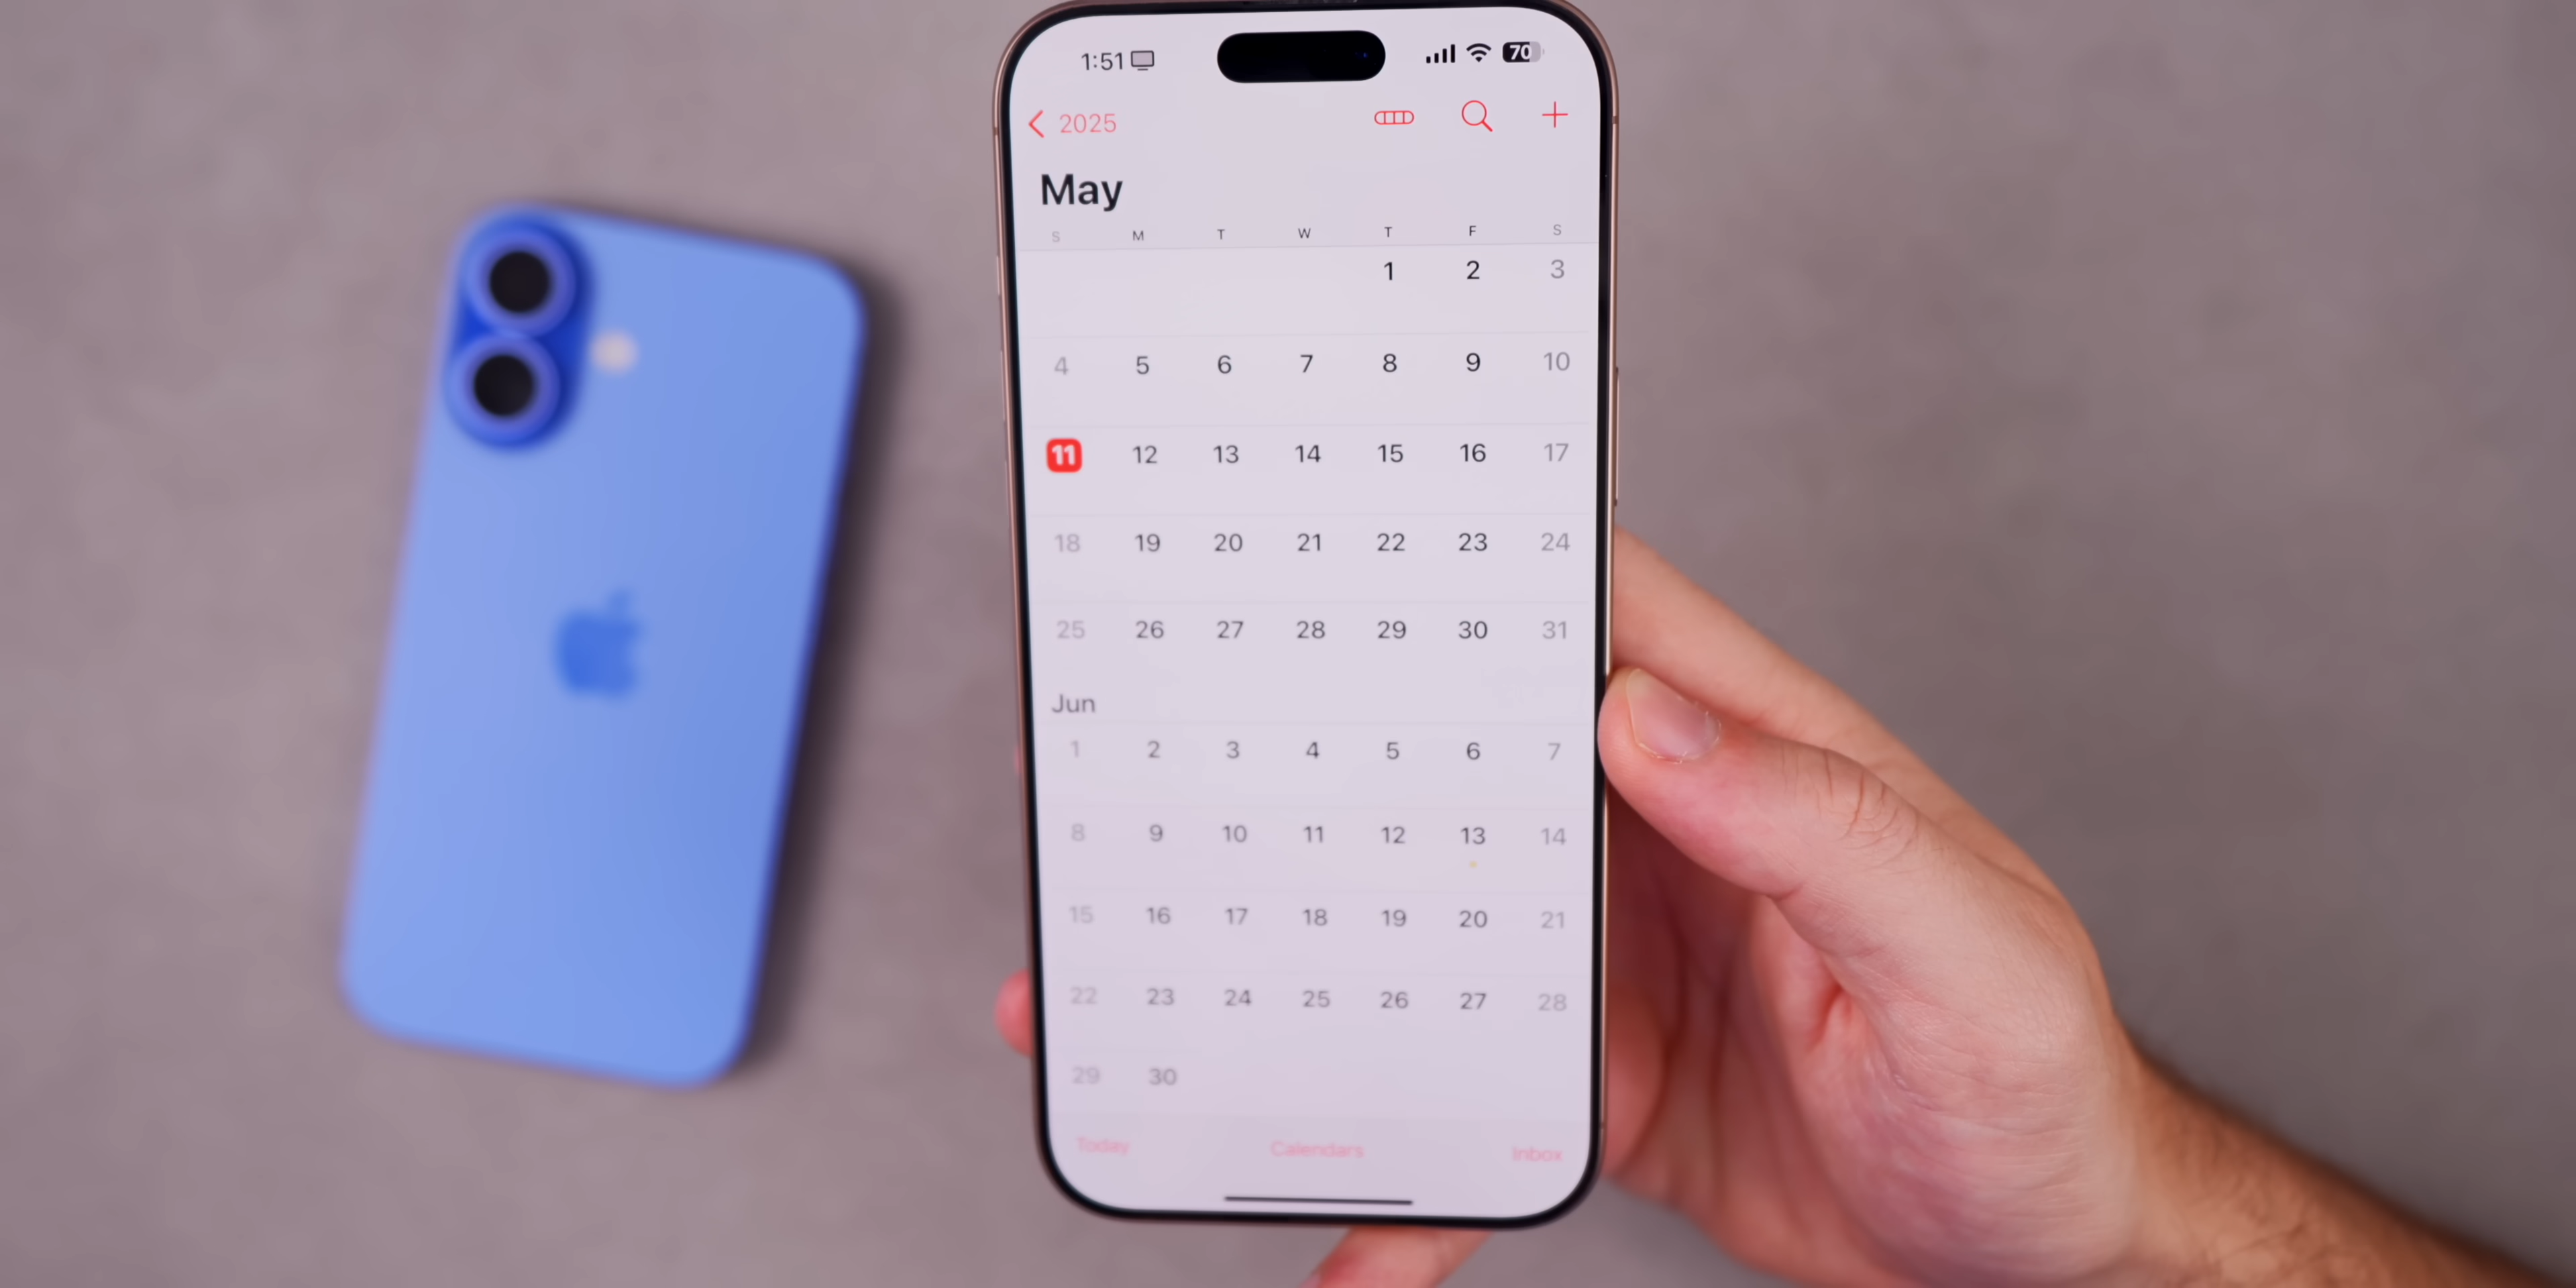 1:51 70
2025
May
S M T W T F S
1 2 3
4 5 6 7 8 9 10
11 12 13 14 15 16 17
18 19 20 21 22 23 24
25 26 27 28 29 30 31
Jun
1 2 3 4 5 6 7
8 9 10 11 12 13 14
15 16 17 18 19 20 21
22 23 24 25 26 27 28
29 30
Today Calendars Inbox